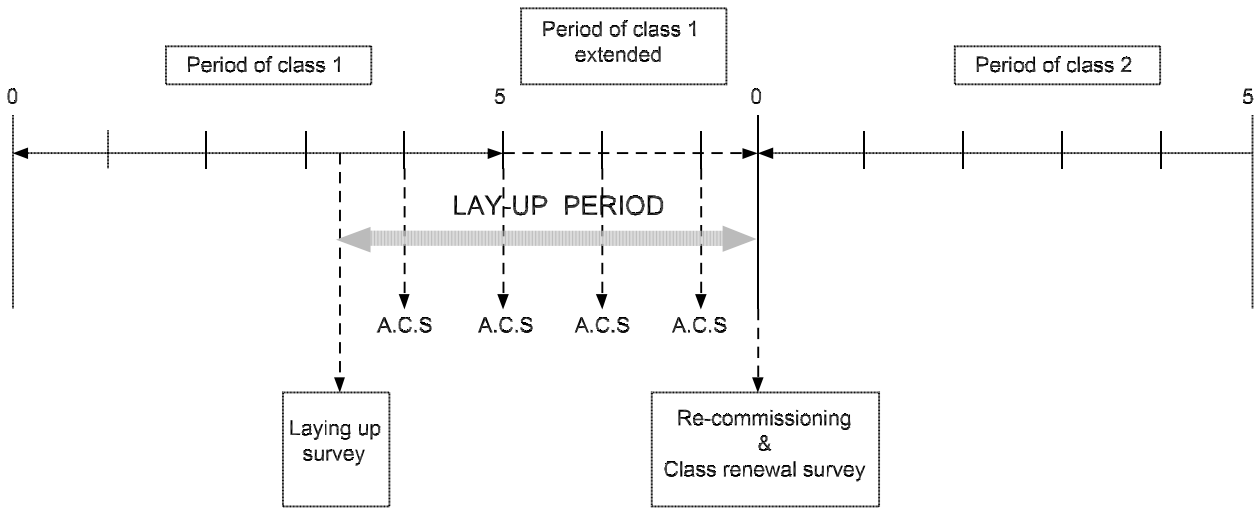 Period of class 1
Period of class 1
extended
Period of class 2
0
5
0
5
LAY-UP PERIOD
A.C.S
A.C.S
A.C.S
A.C.S
Laying up
survey
Re-commissioning
&
Class renewal survey